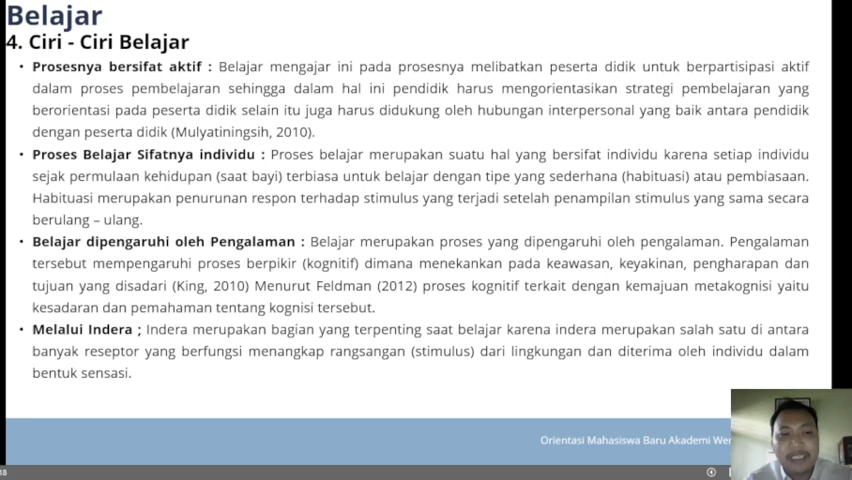 Belajar
4. Ciri - Ciri Belajar
• Prosesnya bersifat aktif : Belajar mengajar ini pada prosesnya melibatkan peserta didik untuk berpartisipasi aktif
dalam proses pembelajaran sehingga dalam hal ini pendidik harus mengorientasikan strategi pembelajaran yang
berorientasi pada peserta didik selain itu juga harus didukung oleh hubungan interpersonal yang baik antara pendidik
dengan peserta didik (Mulyatiningsih, 2010).
• Proses Belajar Sifatnya individu : Proses belajar merupakan suatu hal yang bersifat individu karena setiap individu
sejak permulaan kehidupan (saat bayi) terbiasa untuk belajar dengan tipe yang sederhana (habituasi) atau pembiasaan.
Habituasi merupakan penurunan respon terhadap stimulus yang terjadi setelah penampilan stimulus yang sama secara
berulang – ulang.
• Belajar dipengaruhi oleh Pengalaman : Belajar merupakan proses yang dipengaruhi oleh pengalaman. Pengalaman
tersebut mempengaruhi proses berpikir (kognitif) dimana menekankan pada keawasan, keyakinan, pengharapan dan
tujuan yang disadari (King, 2010) Menurut Feldman (2012) proses kognitif terkait dengan kemajuan metakognisi yaitu
kesadaran dan pemahaman tentang kognisi tersebut.
• Melalui Indera ; Indera merupakan bagian yang terpenting saat belajar karena indera merupakan salah satu di antara
banyak reseptor yang berfungsi menangkap rangsangan (stimulus) dari lingkungan dan diterima oleh individu dalam
bentuk sensasi.
Orientasi Mahasiswa Baru Akademi
18